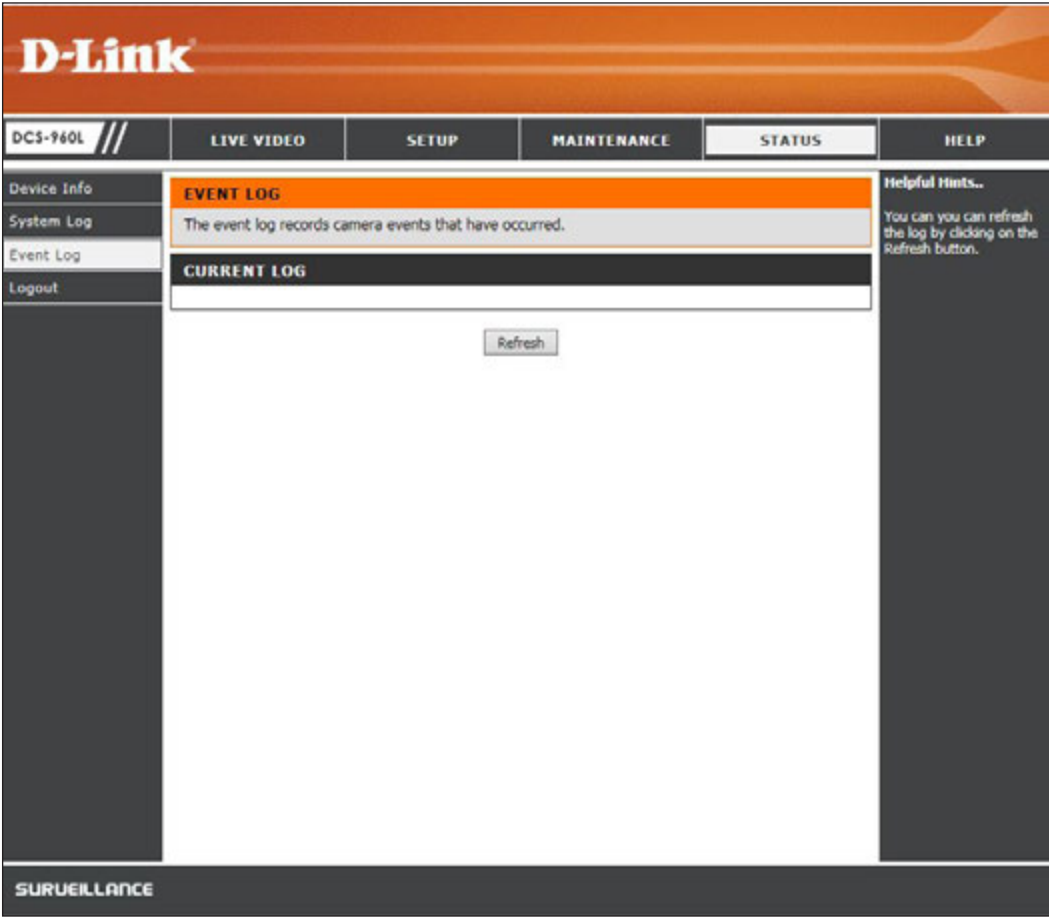 D-Link
DCS-960L
LIVE VIDEO
SETUP
MAINTENANCE
STATUS
HELP
Device Info
System Log
Event Log
Logout
EVENT LOG
The event log records camera events that have occurred.
CURRENT LOG
Refresh
Helpful Hints..
You can you can refresh
the log by clicking on the
Refresh button.
SURVEILLANCE